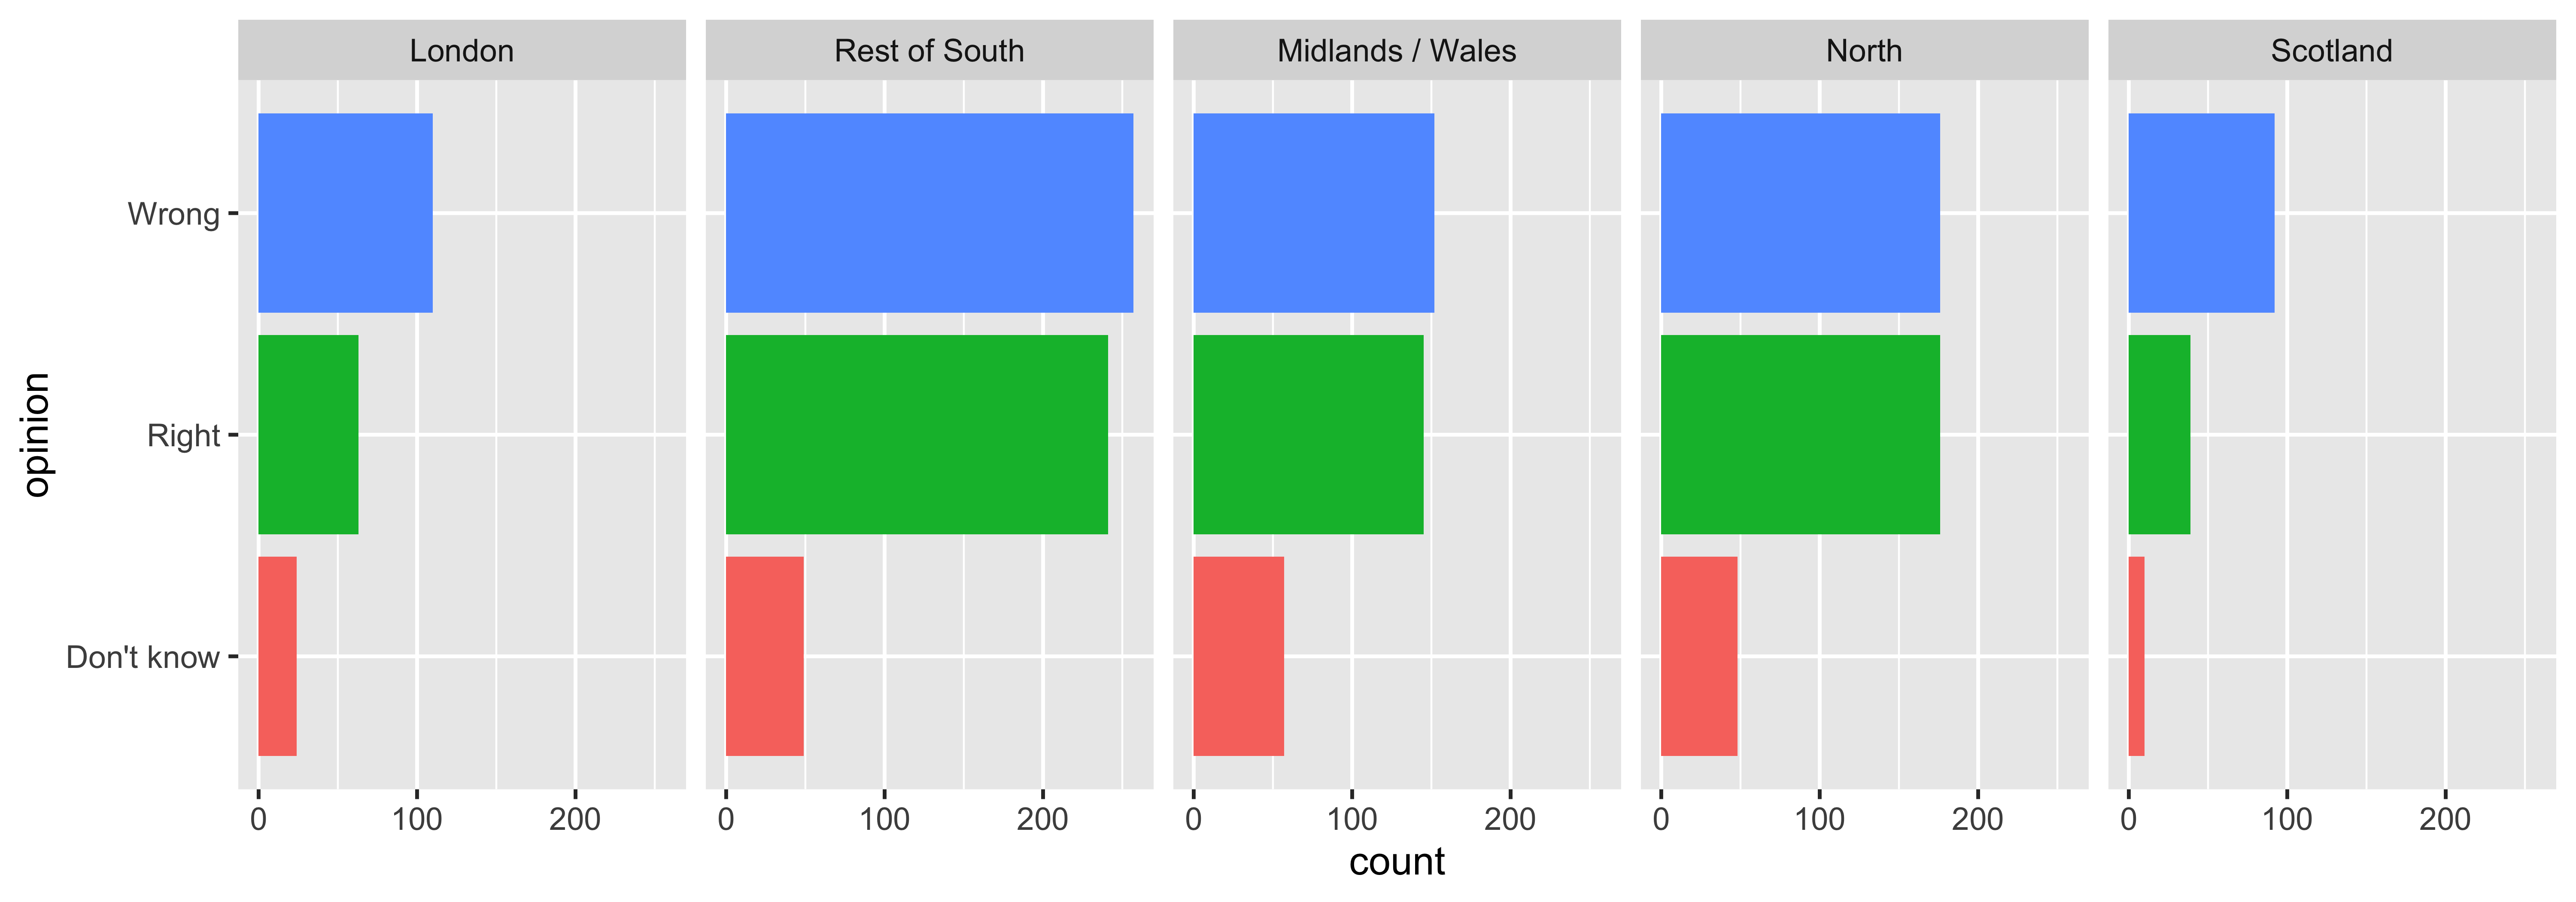 London Rest of South Midlands / Wales North Scotland
Wrong
Right
Don't know
opinion
0 100 200 0 100 200 0 100 200 0 100 200 0 100 200
count